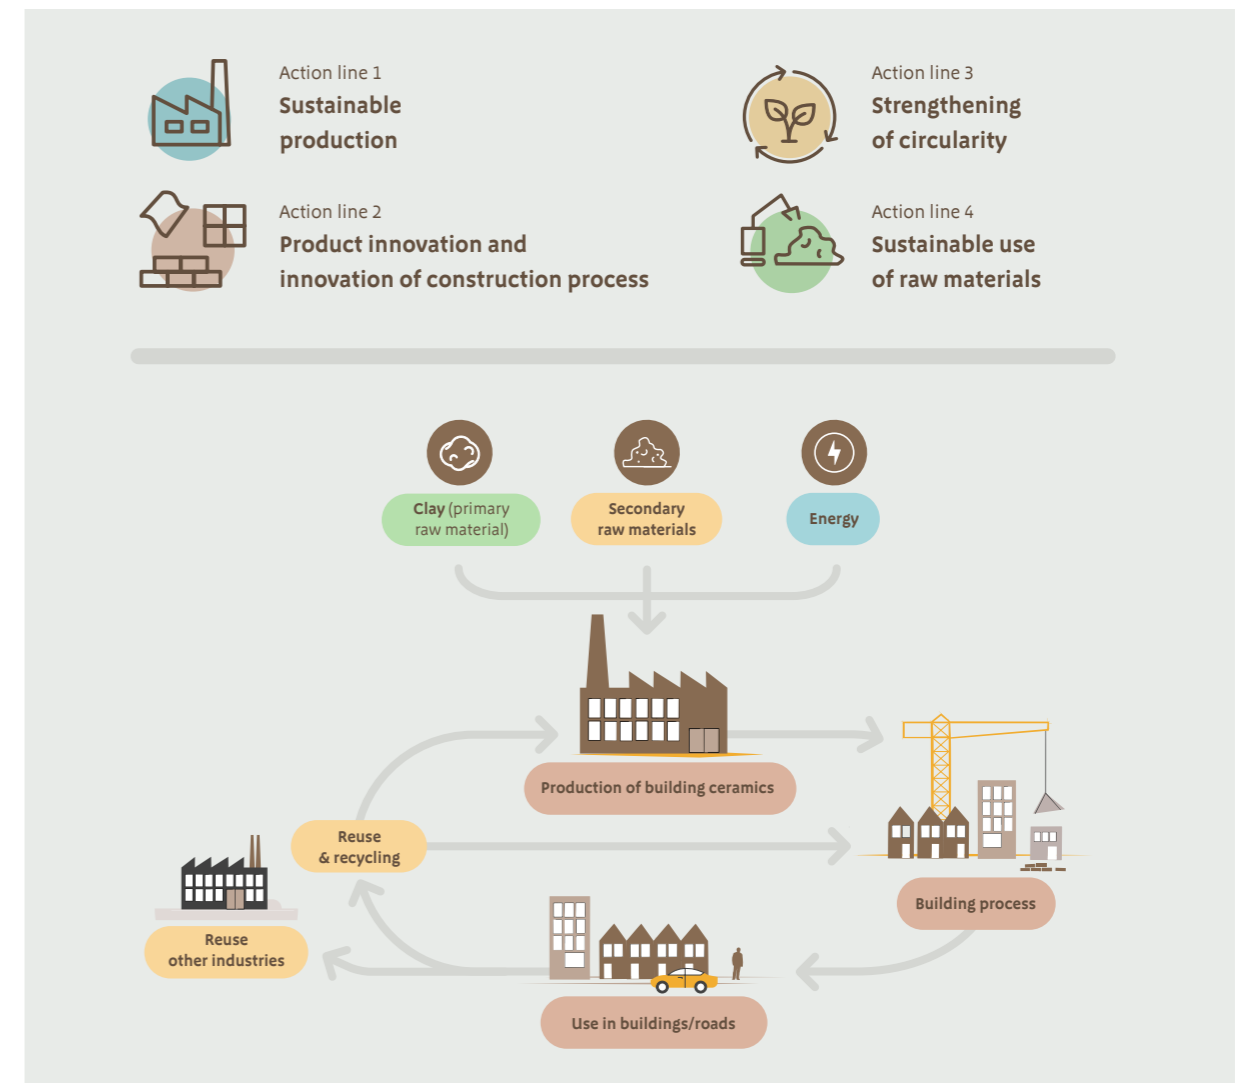 Action line 1
Sustainable
production
Action line 2
Product innovation and
innovation of construction process
Action line 3
Strengthening
of circularity
Action line 4
Sustainable use
of raw materials
Clay (primary
raw material)
Secondary
raw materials
Energy
Production of building ceramics
Reuse
& recycling
Building process
Reuse
other industries
Use in buildings/roads